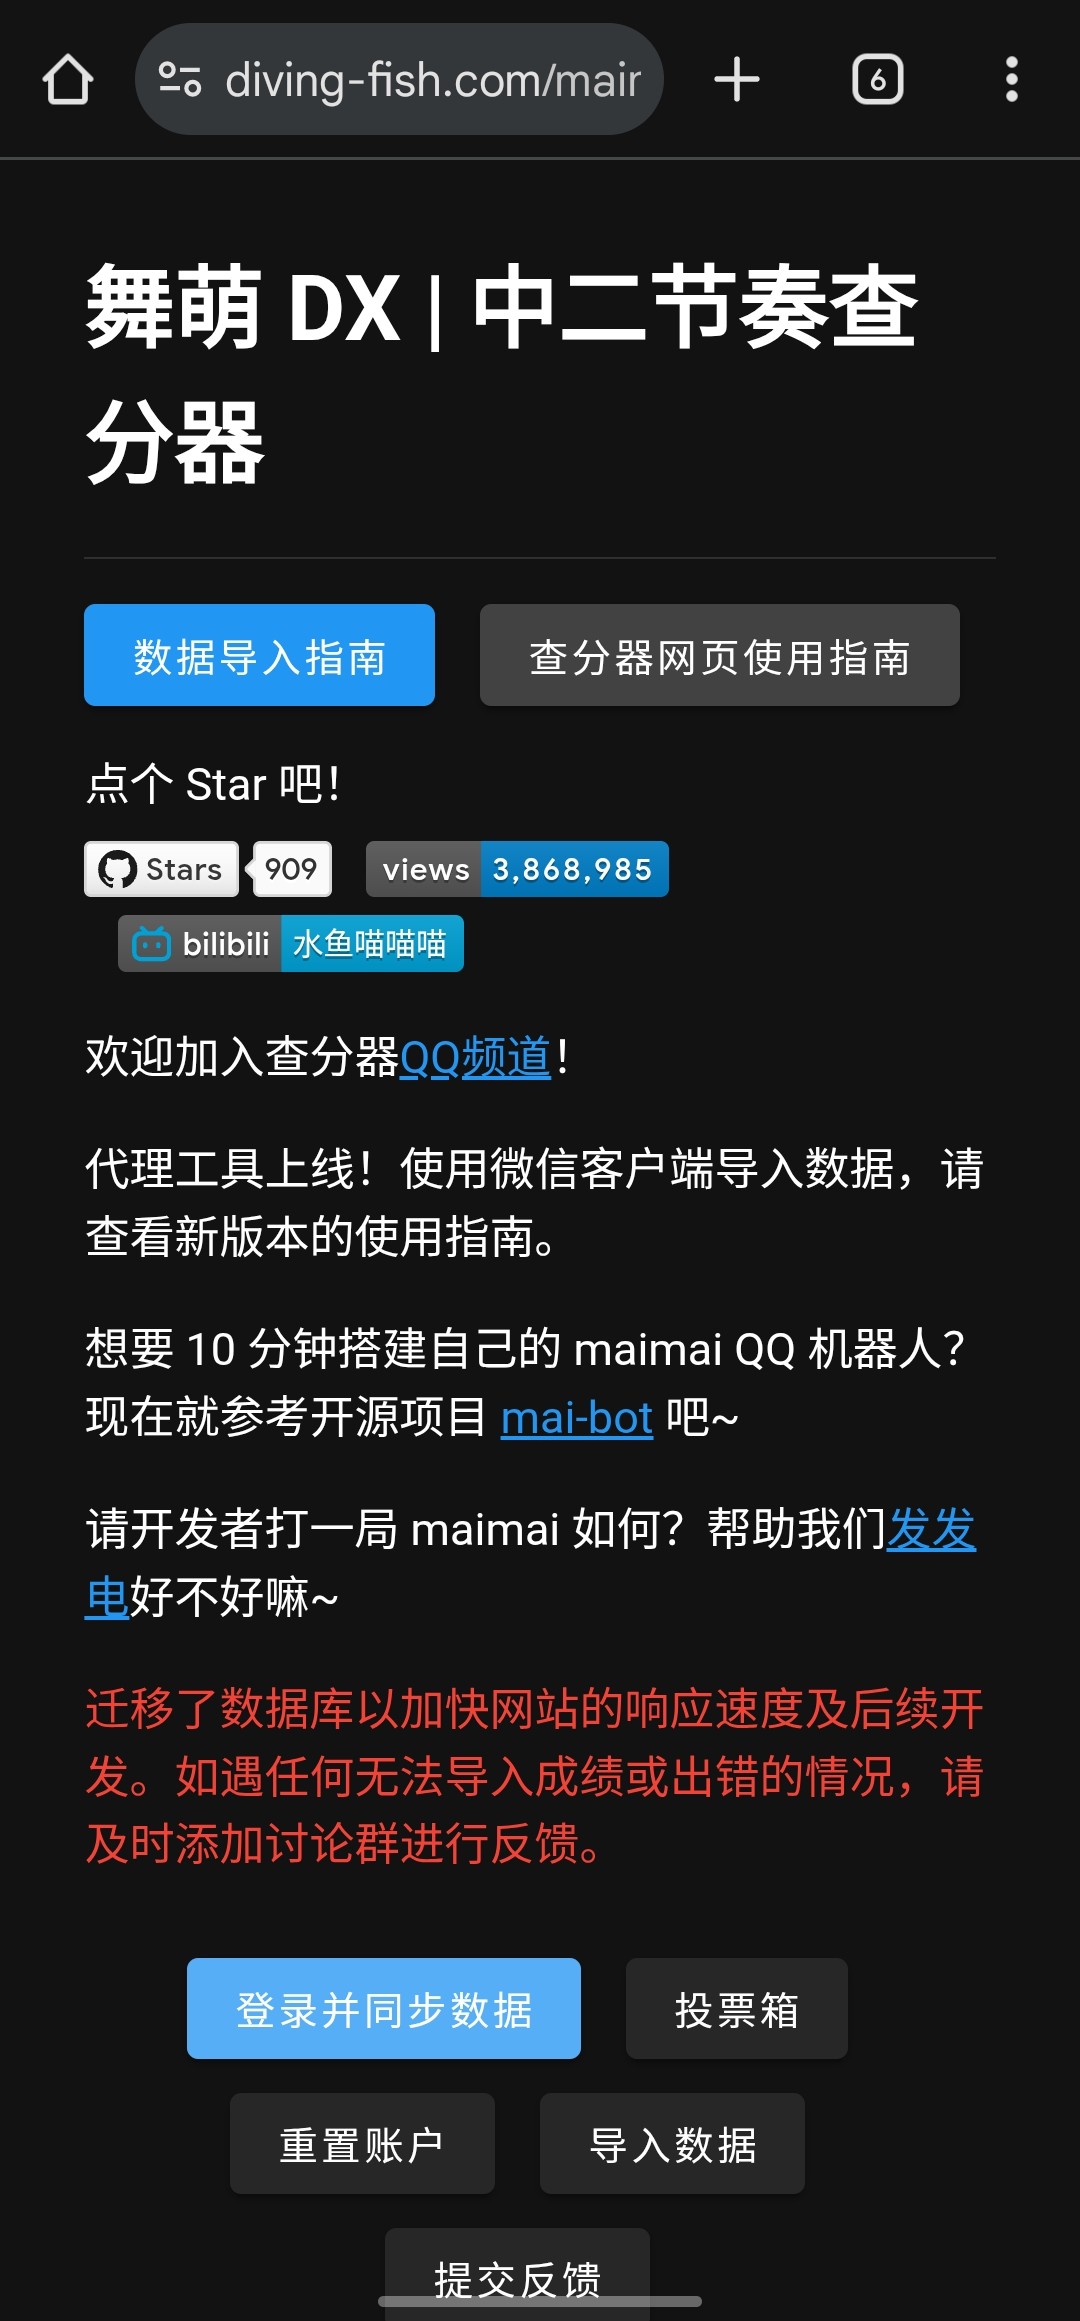 diving-fish.com/mair
6
舞萌 DX | 中二节奏查
分器
数据导入指南 查分器网页使用指南
点个 Star 吧！
Stars 909 views 3,868,985
bilibili 水鱼喵喵喵
欢迎加入查分器QQ频道！
代理工具上线！使用微信客户端导入数据，请
查看新版本的使用指南。
想要 10 分钟搭建自己的 maimai QQ 机器人？
现在就参考开源项目 mai-bot 吧~
请开发者打一局 maimai 如何？帮助我们发发
电好不好嘛~
迁移了数据库以加快网站的响应速度及后续开
发。如遇任何无法导入成绩或出错的情况，请
及时添加讨论群进行反馈。
登录并同步数据 投票箱
重置账户 导入数据
提交反馈